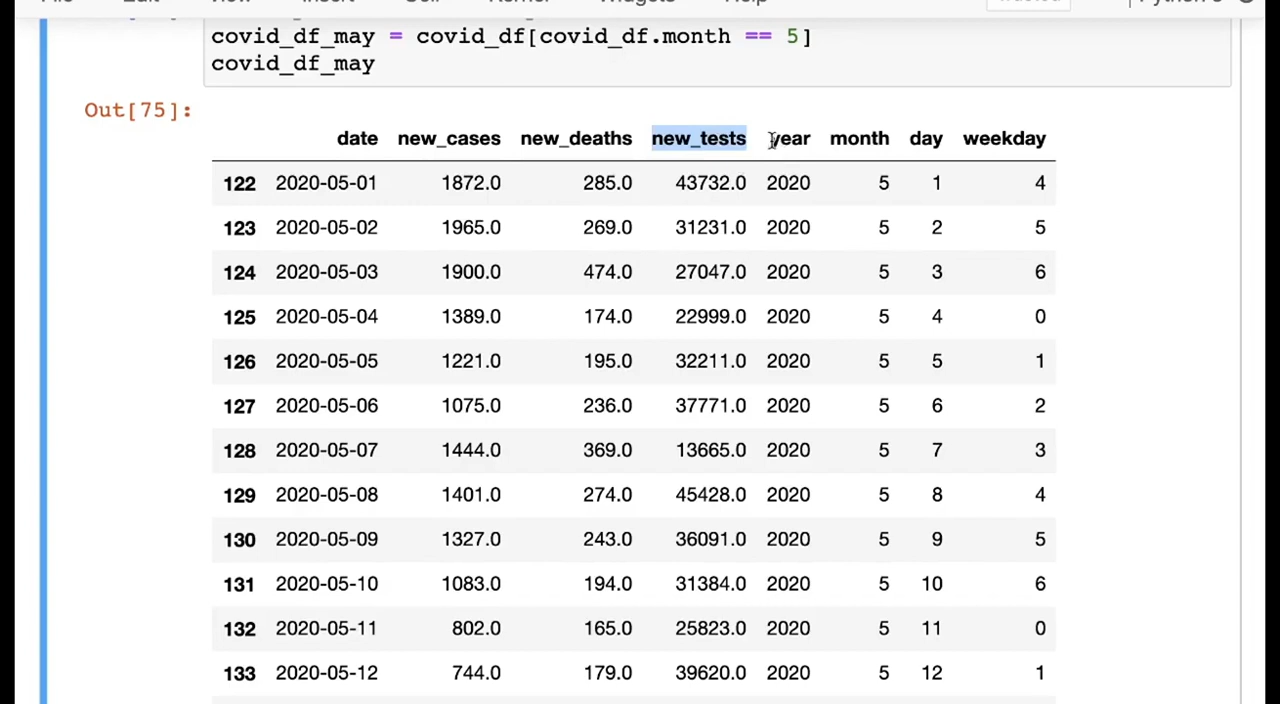 covid_df_may = covid_df[covid_df.month == 5]
covid_df_may
Out[75]:
date new_cases new_deaths new_tests year month day weekday
122 2020-05-01 1872.0 285.0 43732.0 2020 5 1 4
123 2020-05-02 1965.0 269.0 31231.0 2020 5 2 5
124 2020-05-03 1900.0 474.0 27047.0 2020 5 3 6
125 2020-05-04 1389.0 174.0 22999.0 2020 5 4 0
126 2020-05-05 1221.0 195.0 32211.0 2020 5 5 1
127 2020-05-06 1075.0 236.0 37771.0 2020 5 6 2
128 2020-05-07 1444.0 369.0 13665.0 2020 5 7 3
129 2020-05-08 1401.0 274.0 45428.0 2020 5 8 4
130 2020-05-09 1327.0 243.0 36091.0 2020 5 9 5
131 2020-05-10 1083.0 194.0 31384.0 2020 5 10 6
132 2020-05-11 802.0 165.0 25823.0 2020 5 11 0
133 2020-05-12 744.0 179.0 39620.0 2020 5 12 1